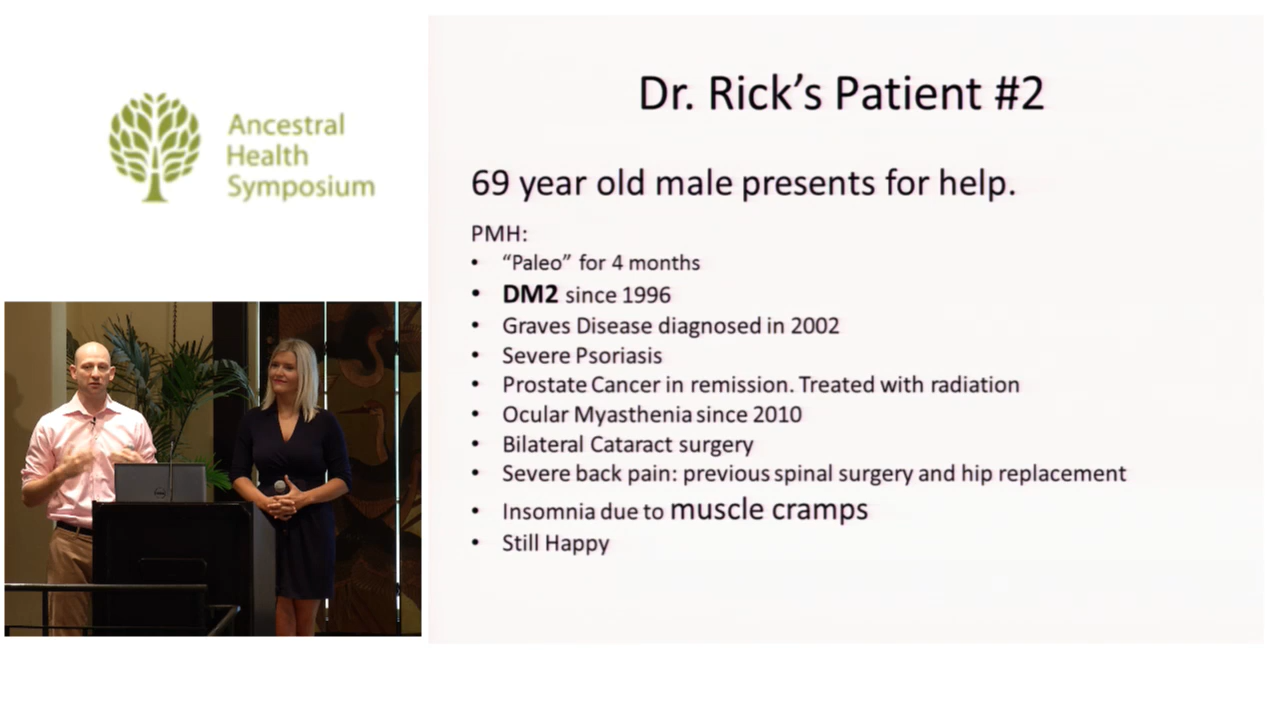 Ancestral
Health
Symposium
Dr. Rick's Patient #2
69 year old male presents for help.
PMH:
• "Paleo" for 4 months
• DM2 since 1996
• Graves Disease diagnosed in 2002
• Severe Psoriasis
• Prostate Cancer in remission. Treated with radiation
• Ocular Myasthenia since 2010
• Bilateral Cataract surgery
• Severe back pain: previous spinal surgery and hip replacement
• Insomnia due to muscle cramps
• Still Happy